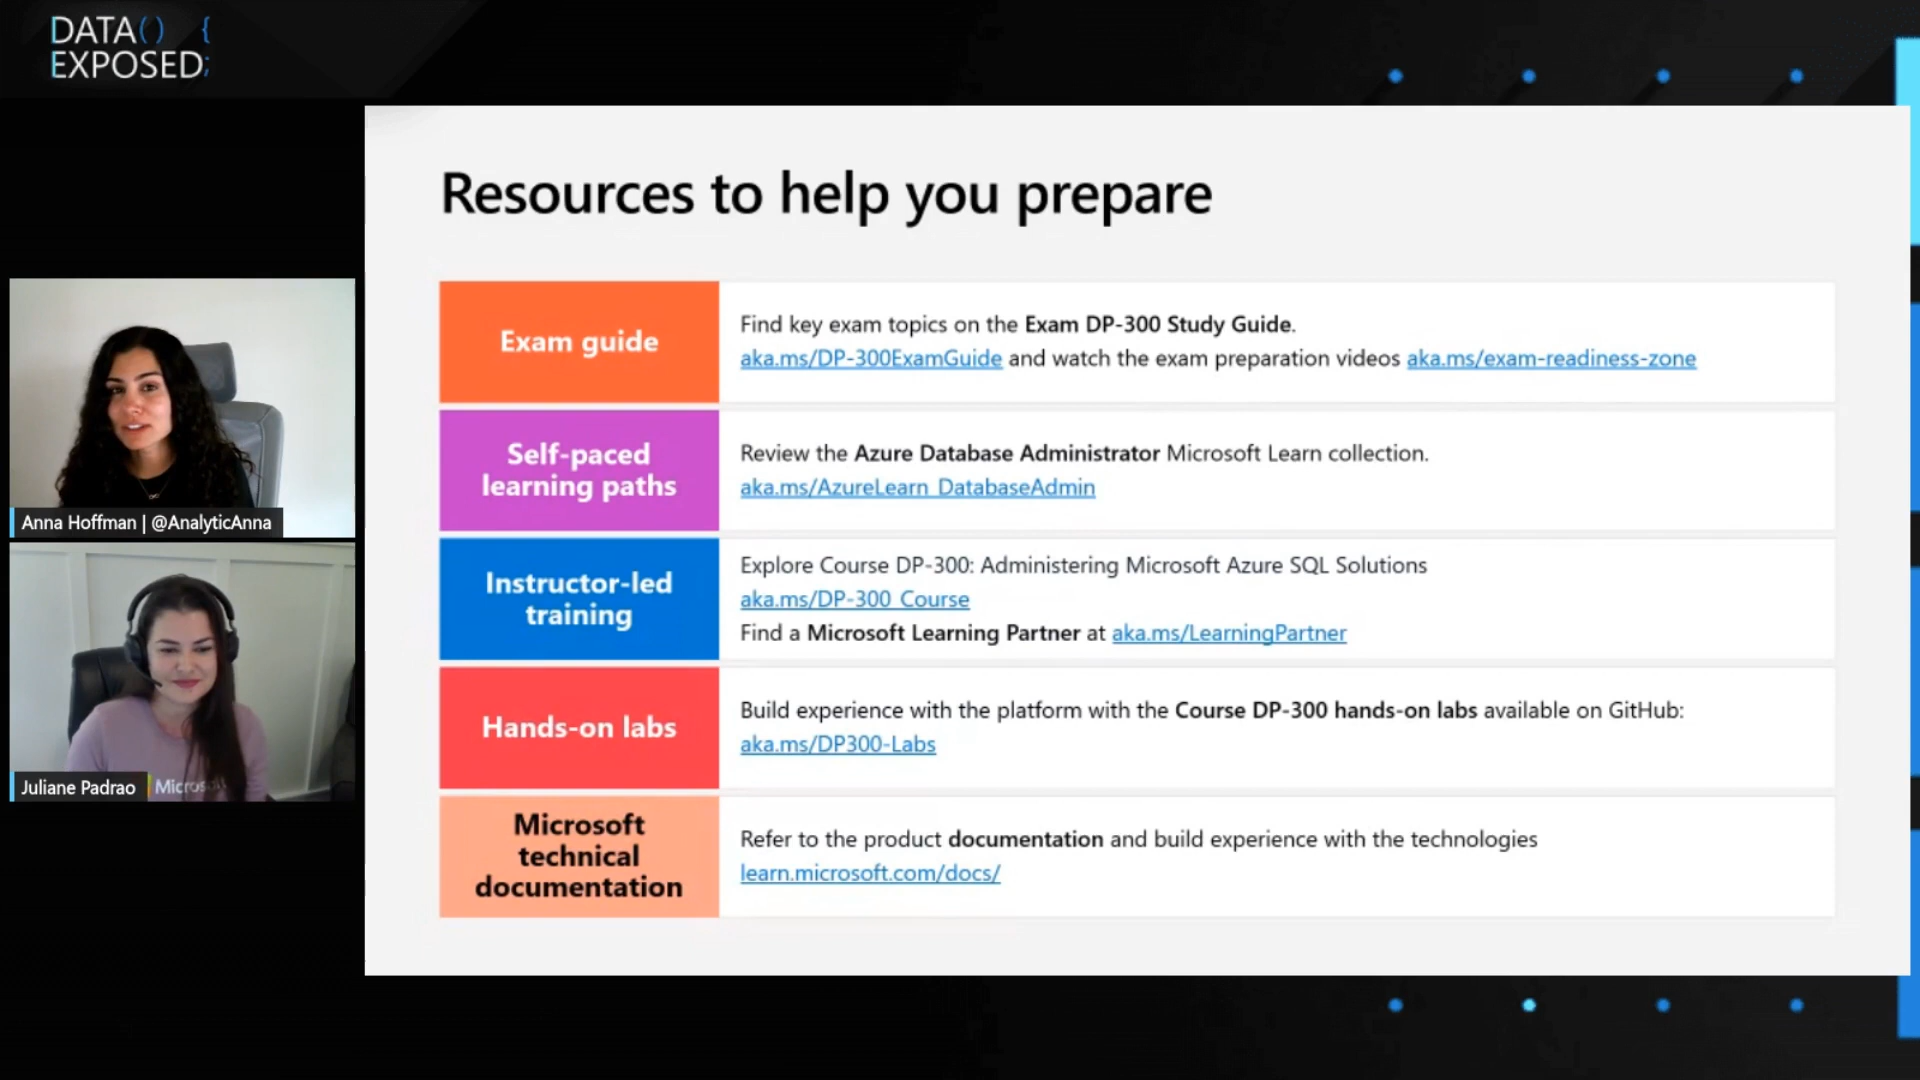 DATA() {
EXPOSED;
Resources to help you prepare
Exam guide
Find key exam topics on the Exam DP-300 Study Guide.
aka.ms/DP-300ExamGuide and watch the exam preparation videos aka.ms/exam-readiness-zone
Self-paced
learning paths
Review the Azure Database Administrator Microsoft Learn collection.
aka.ms/AzureLearn_DatabaseAdmin
Instructor-led
training
Explore Course DP-300: Administering Microsoft Azure SQL Solutions
aka.ms/DP-300_Course
Find a Microsoft Learning Partner at aka.ms/LearningPartner
Hands-on labs
Build experience with the platform with the Course DP-300 hands-on labs available on GitHub:
aka.ms/DP300-Labs
Microsoft
technical
documentation
Refer to the product documentation and build experience with the technologies
learn.microsoft.com/docs/
Anna Hoffman | @AnalyticAnna
Juliane Padrao
Microsoft